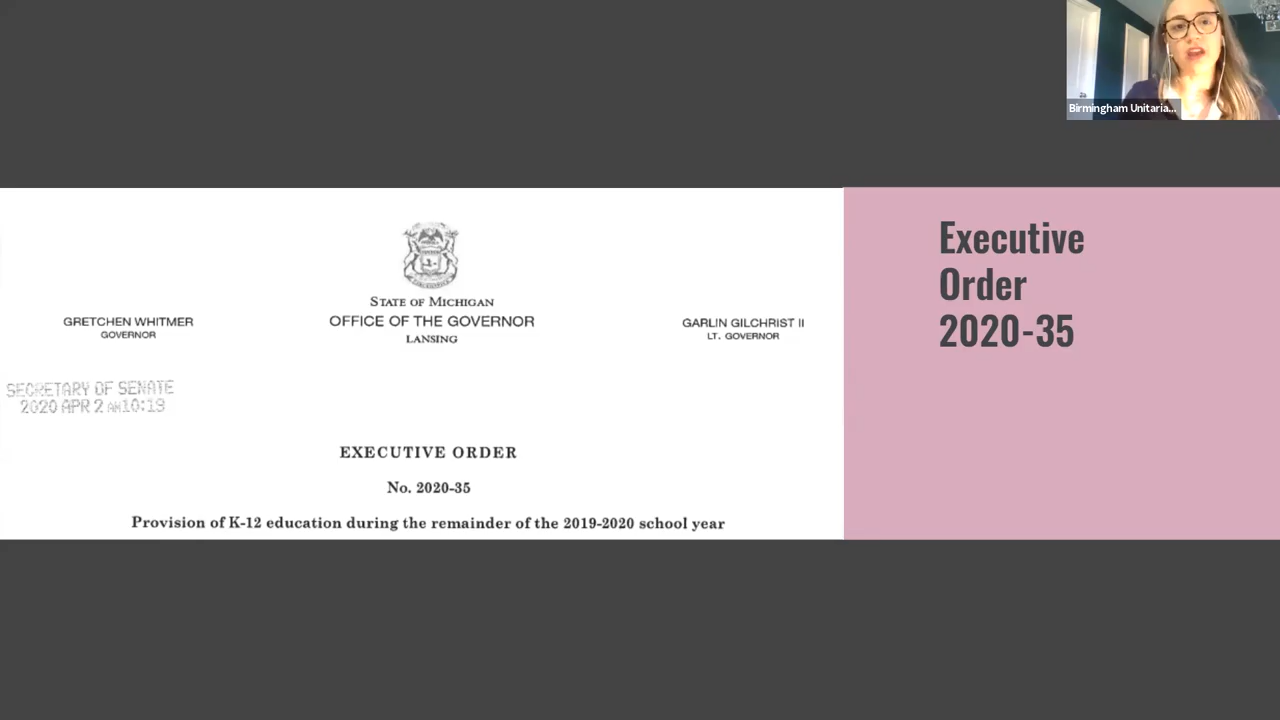 Birmingham Unitaria...
STATE OF MICHIGAN
OFFICE OF THE GOVERNOR
LANSING
GRETCHEN WHITMER
GOVERNOR
GARLIN GILCHRIST II
LT. GOVERNOR
SECRETARY OF SENATE
2020 APR 2 AM10:19
EXECUTIVE ORDER
No. 2020-35
Provision of K-12 education during the remainder of the 2019-2020 school year
Executive
Order
2020-35